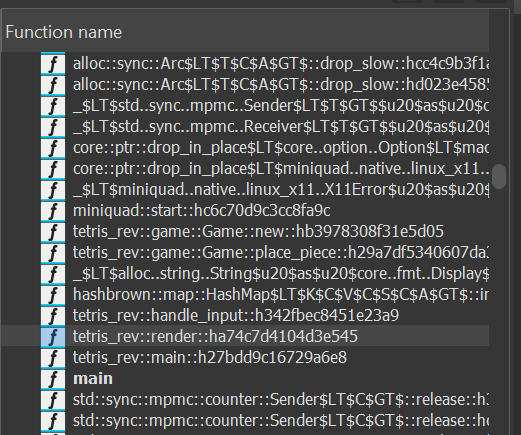 Function name
f alloc::sync::Arc$LT$T$C$A$GT$::drop_slow::hcc4c9b3f1a
f alloc::sync::Arc$LT$T$C$A$GT$::drop_slow::hd023e4585
f _$LT$std..sync..mpmc..Sender$LT$T$GT$$u20$as$u20$c
f _$LT$std..sync..mpmc..Receiver$LT$T$GT$$u20$as$u20$
f core::ptr::drop_in_place$LT$core..option..Option$LT$mac
f core::ptr::drop_in_place$LT$miniquad..native..linux_x11..
f _$LT$miniquad..native..linux_x11..X11Error$u20$as$u20$
f miniquad::start::hc6c70d9c3cc8fa9c
f tetris_rev::game::Game::new::hb3978308f31e5d05
f tetris_rev::game::Game::place_piece::h29a7df5340607da3
f _$LT$alloc..string..String$u20$as$u20$core..fmt..Display$
f hashbrown::map::HashMap$LT$K$C$V$C$S$C$A$GT$::in
f tetris_rev::handle_input::h342fbec8451e23a9
f tetris_rev::render::ha74c7d4104d3e545
f tetris_rev::main::h27bdd9c16729a6e8
f main
f std::sync::mpmc::counter::Sender$LT$C$GT$::release::h3
f std::sync::mpmc::counter::Sender$LT$C$GT$::release::hc